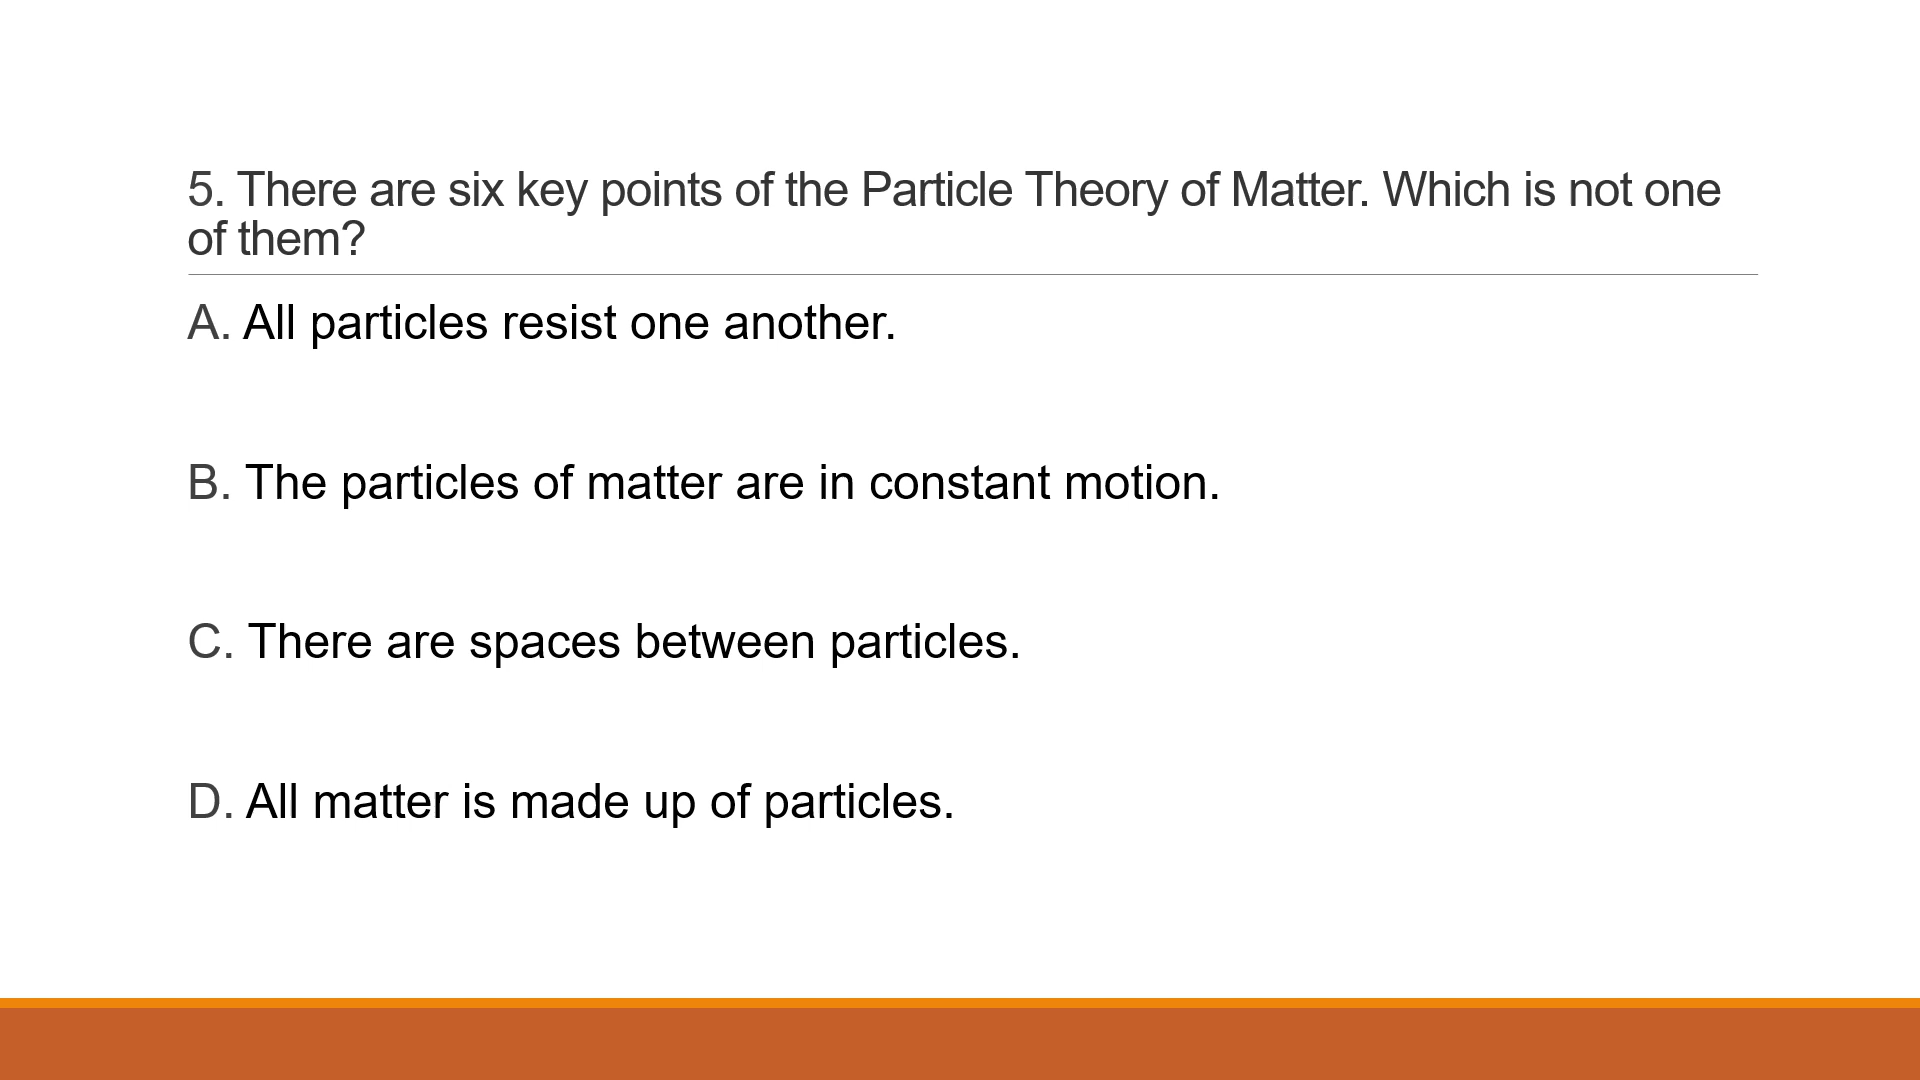 5. There are six key points of the Particle Theory of Matter. Which is not one
of them?
A. All particles resist one another.
B. The particles of matter are in constant motion.
C. There are spaces between particles.
D. All matter is made up of particles.